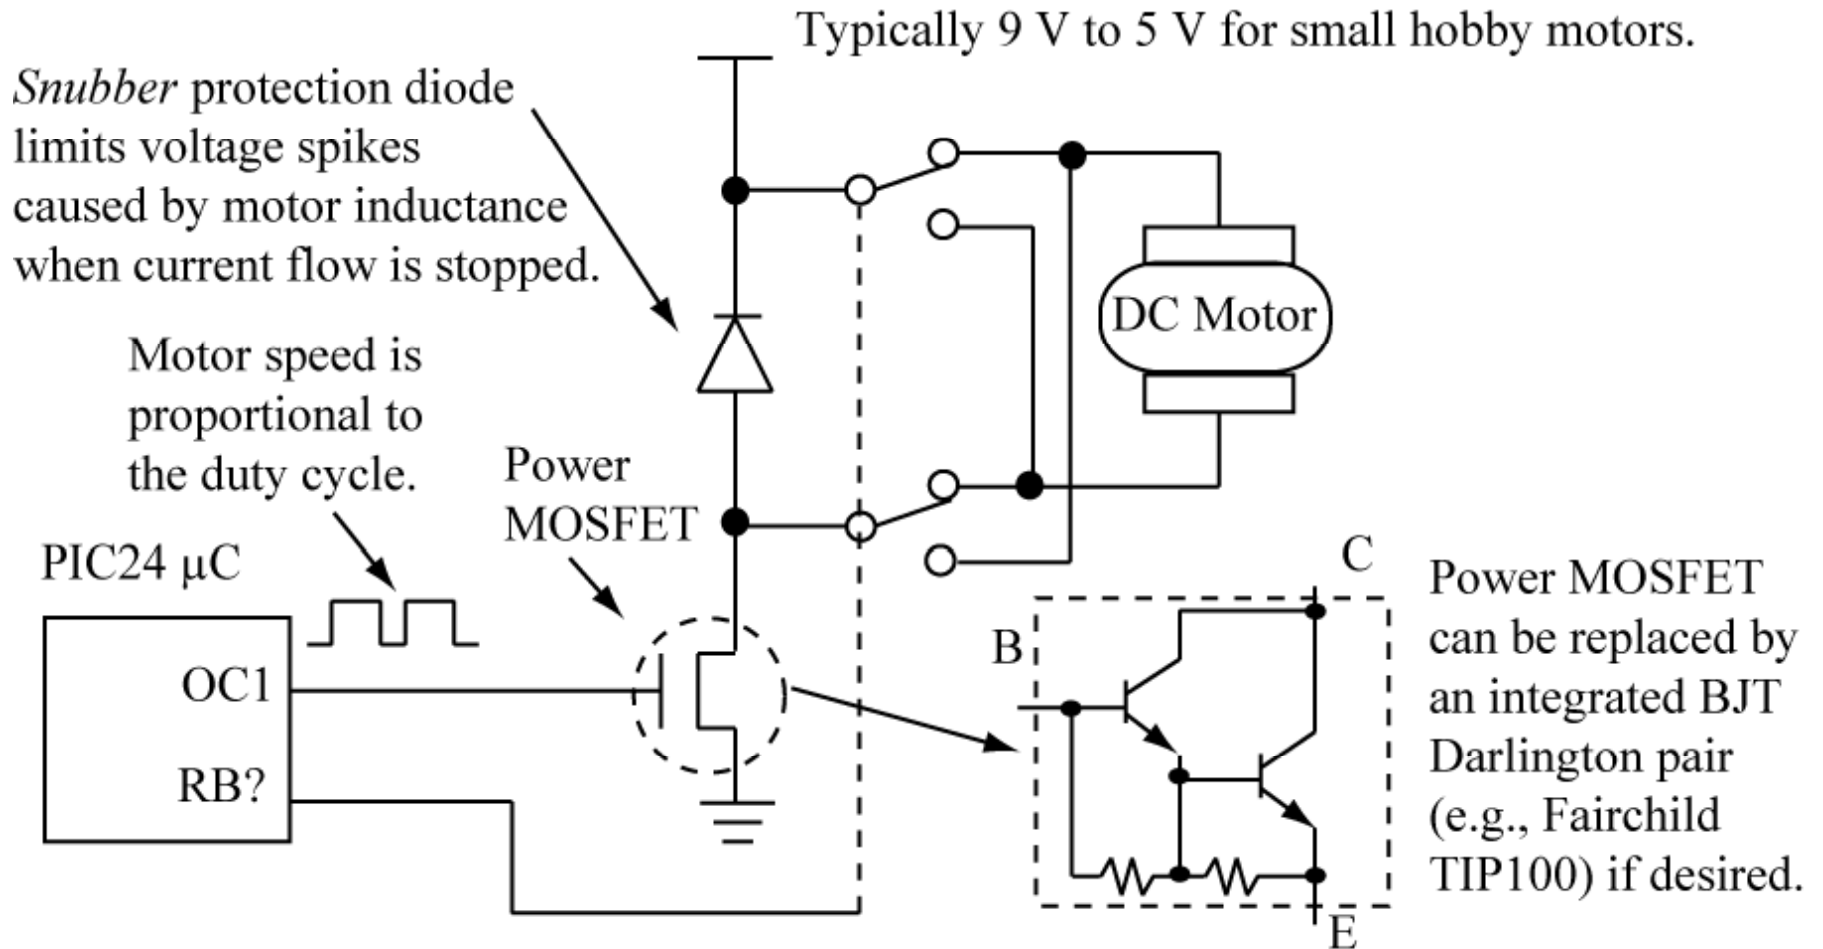 Typically 9 V to 5 V for small hobby motors.
Snubber protection diode
limits voltage spikes
caused by motor inductance
when current flow is stopped.
Motor speed is
proportional to
the duty cycle.
Power
MOSFET
DC Motor
PIC24 μC
OC1
RB?
B
C
E
Power MOSFET
can be replaced by
an integrated BJT
Darlington pair
(e.g., Fairchild
TIP100) if desired.